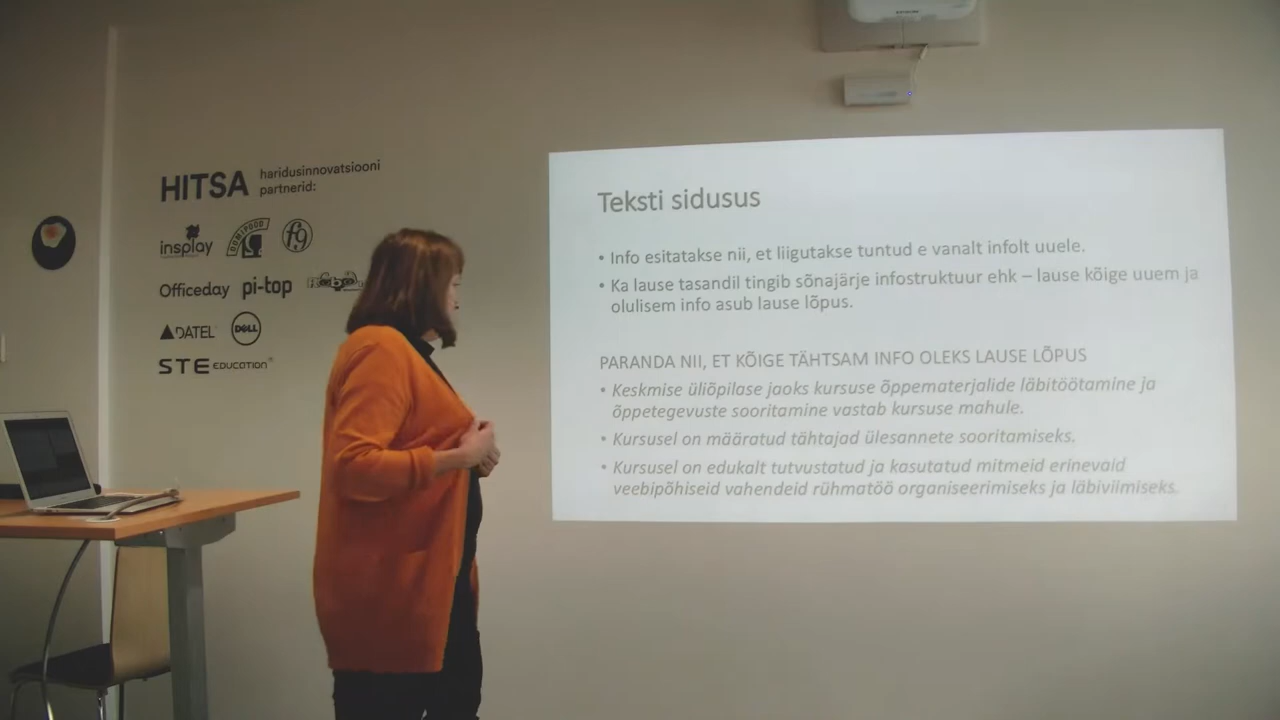 EPSON
HITSA
haridusinnovatsiooni
partnerid:
insplay
OOMIPOOD
f9
Officeday
pi-top
DATEL
DELL
STE EDUCATION
Teksti sidusus
• Info esitatakse nii, et liigutakse tuntud e vanalt infolt uuele.
• Ka lause tasandil tingib sõnajärje infostruktuur ehk – lause kõige uuem ja
olulisem info asub lause lõpus.
PARANDA NII, ET KÕIGE TÄHTSAM INFO OLEKS LAUSE LÕPUS
• Keskmise üliõpilase jaoks kursuse õppematerjalide läbitöötamine ja
õppetegevuste sooritamine vastab kursuse mahule.
• Kursusel on määratud tähtajad ülesannete sooritamiseks.
• Kursusel on edukalt tutvustatud ja kasutatud mitmeid erinevaid
veebipõhiseid vahendeid rühmatöö organiseerimiseks ja läbiviimiseks.